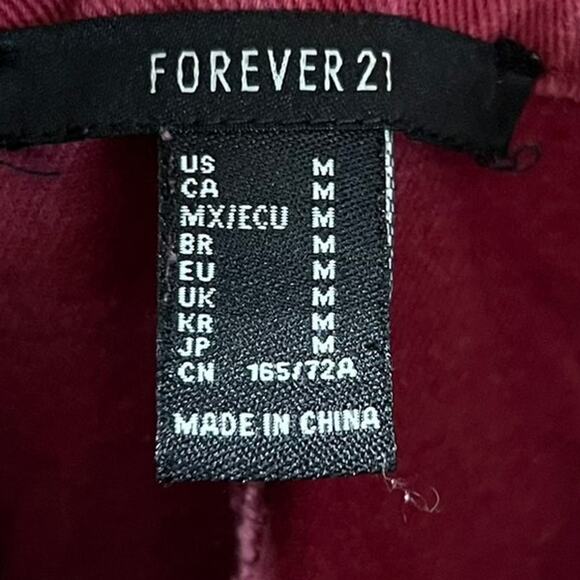 FOREVER 21
US M
CA M
MX/ECU M
BR M
EU M
UK M
KR M
JP M
CN 165/72A
MADE IN CHINA